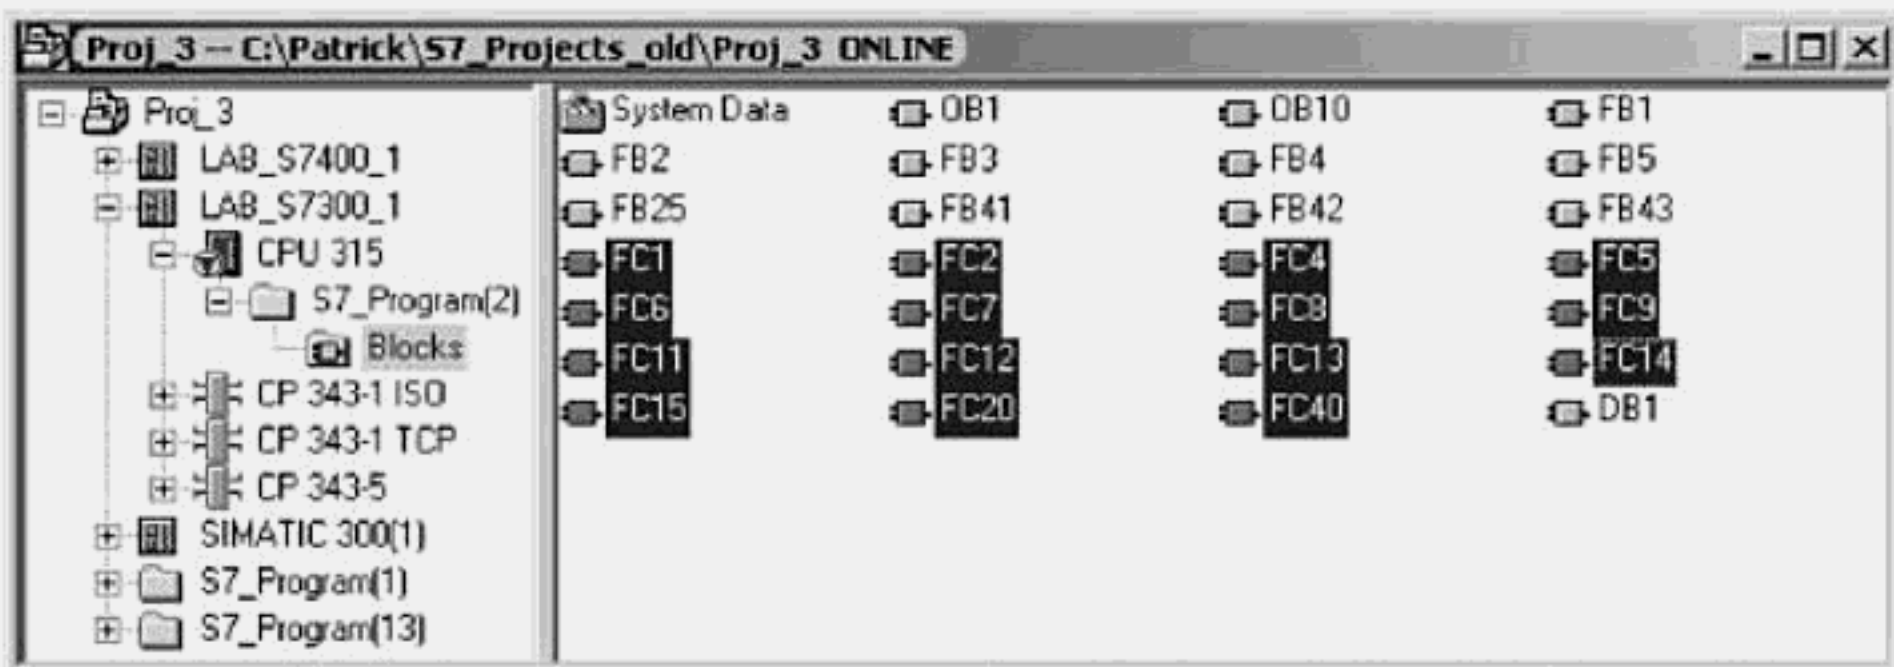 Proj_3 -- C:\Patrick\S7_Projects_old\Proj_3 ONLINE
Proj_3
LAB_S7400_1
LAB_S7300_1
CPU 315
S7_Program(2)
Blocks
CP 343-1 ISO
CP 343-1 TCP
CP 343-5
SIMATIC 300(1)
S7_Program(1)
S7_Program(13)
System Data OB1 OB10 FB1
FB2 FB3 FB4 FB5
FB25 FB41 FB42 FB43
FC1 FC2 FC4 FC5
FC6 FC7 FC8 FC9
FC11 FC12 FC13 FC14
FC15 FC20 FC40 DB1